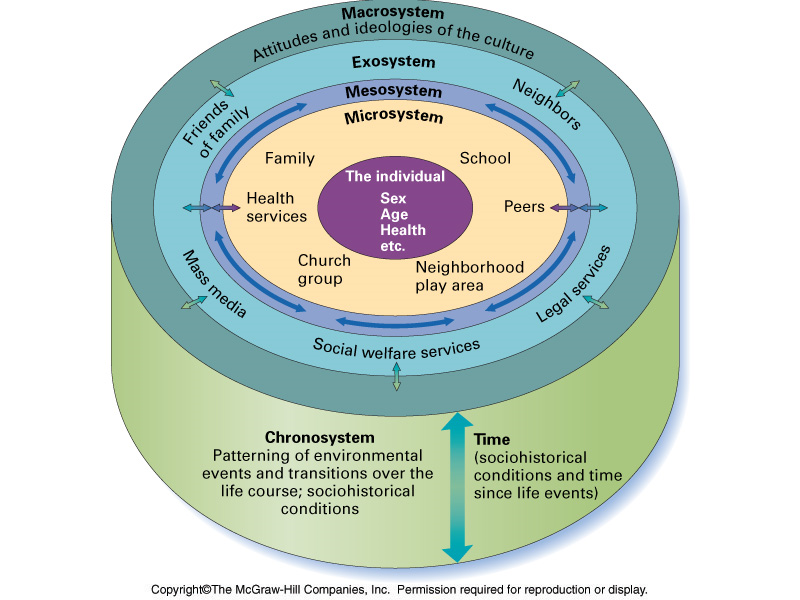 Macrosystem
Attitudes and ideologies of the culture
Exosystem
Mesosystem
Microsystem
Friends
of family
Neighbors
Family
School
The individual
Sex
Age
Health
etc.
Health
services
Peers
Church
group
Neighborhood
play area
Mass media
Legal services
Social welfare services
Chronosystem
Patterning of environmental
events and transitions over the
life course; sociohistorical
conditions
Time
(sociohistorical
conditions and time
since life events)
Copyright©The McGraw-Hill Companies, Inc. Permission required for reproduction or display.